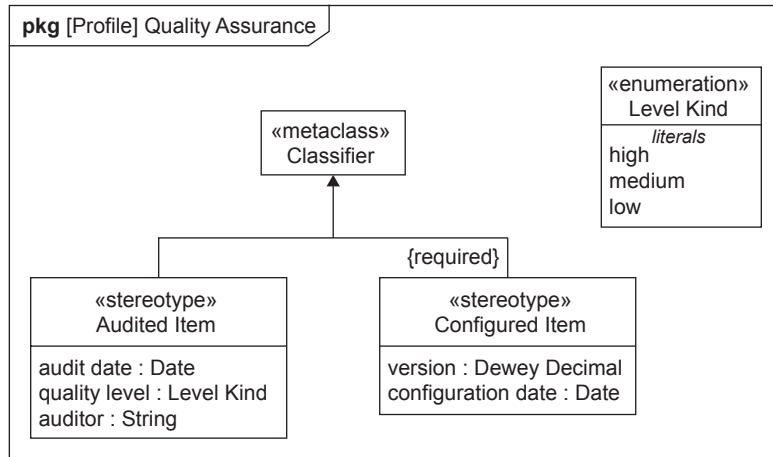 pkg [Profile] Quality Assurance
«metaclass»
Classifier
«enumeration»
Level Kind
literals
high
medium
low
{required}
«stereotype»
Audited Item
audit date : Date
quality level : Level Kind
auditor : String
«stereotype»
Configured Item
version : Dewey Decimal
configuration date : Date